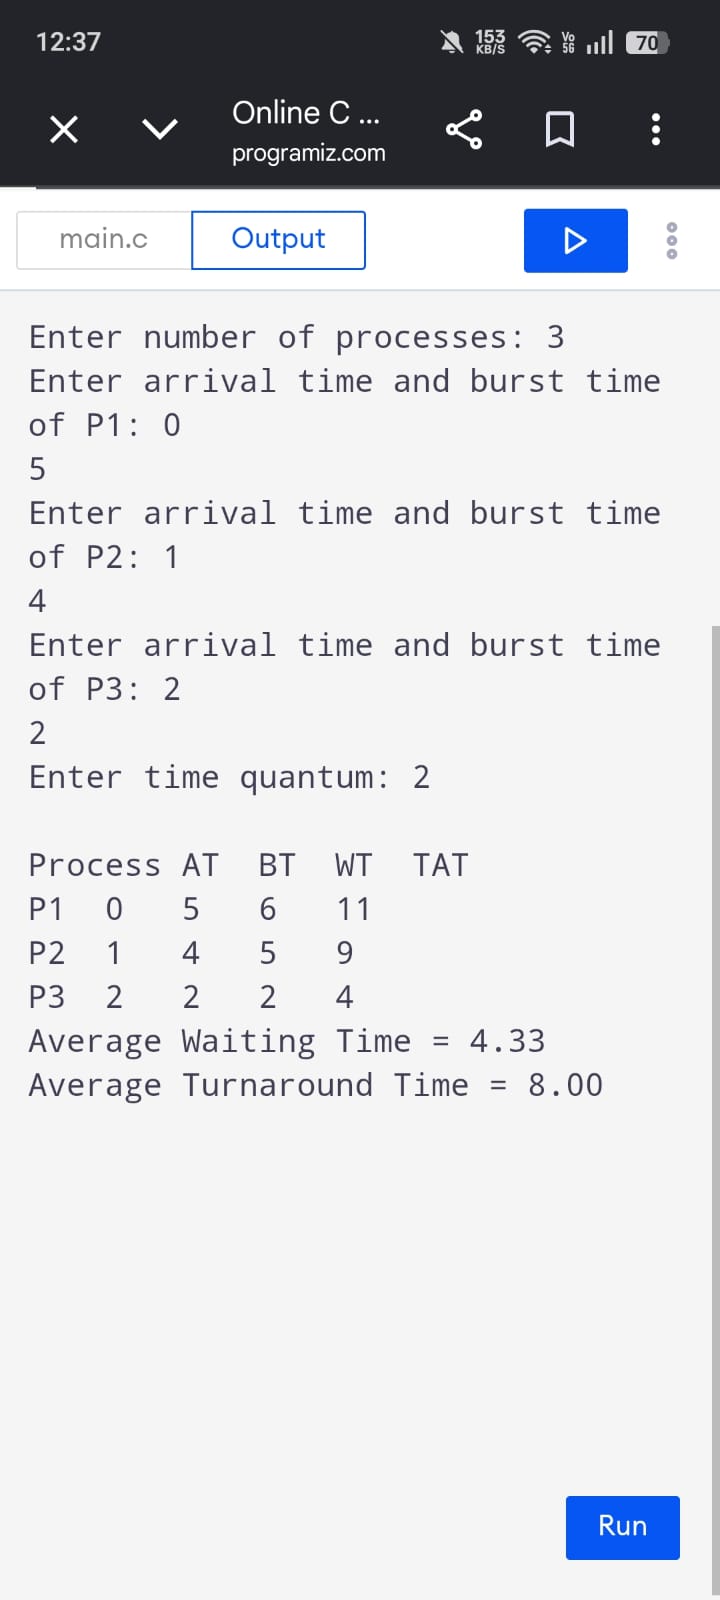 12:37
153
KB/S
Vo
5G
70
Online C ...
programiz.com
main.c
Output
Enter number of processes: 3
Enter arrival time and burst time
of P1: 0
5
Enter arrival time and burst time
of P2: 1
4
Enter arrival time and burst time
of P3: 2
2
Enter time quantum: 2
Process AT BT WT TAT
P1 0 5 6 11
P2 1 4 5 9
P3 2 2 2 4
Average Waiting Time = 4.33
Average Turnaround Time = 8.00
Run